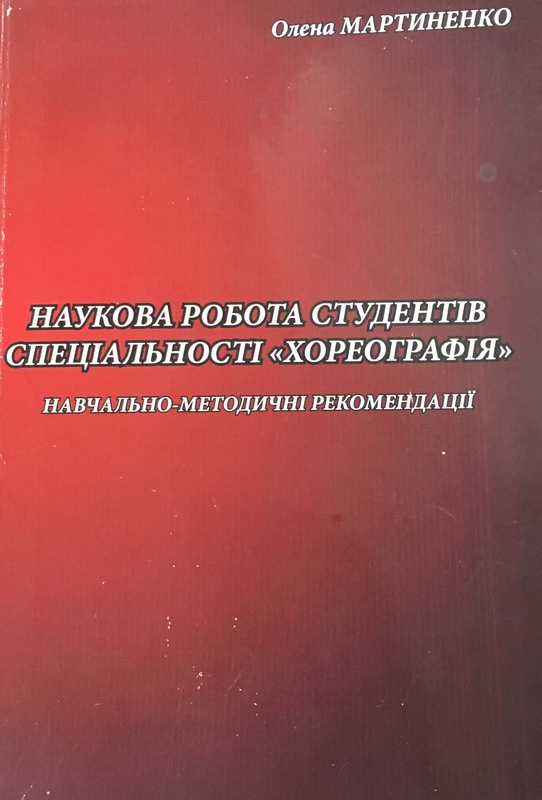 Олена МАРТИНЕНКО
НАУКОВА РОБОТА СТУДЕНТІВ
СПЕЦІАЛЬНОСТІ «ХОРЕОГРАФІЯ»
НАВЧАЛЬНО-МЕТОДИЧНІ РЕКОМЕНДАЦІЇ